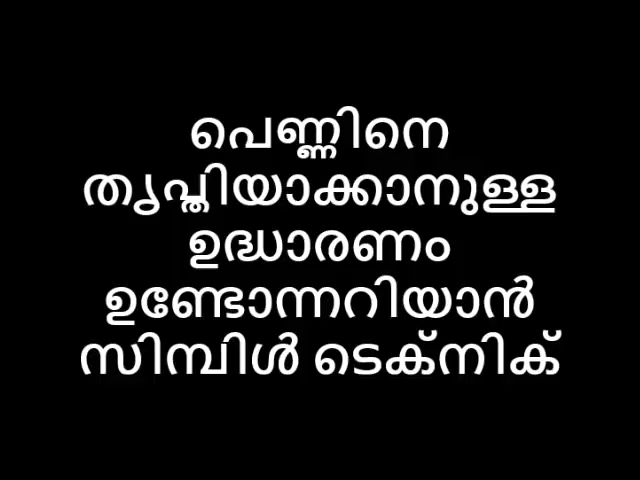 പെണ്ണിനെ
തൃപ്തിയാക്കാനുള്ള
ഉദ്ധാരണം
ഉണ്ടോന്നറിയാൻ
സിമ്പിൾ ടെക്നിക്